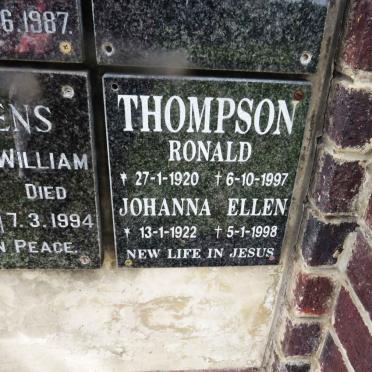 6.1987.
ENS
WILLIAM
DIED
7.3.1994
N PEACE.
THOMPSON
RONALD
* 27-1-1920 † 6-10-1997
JOHANNA ELLEN
* 13-1-1922 † 5-1-1998
NEW LIFE IN JESUS